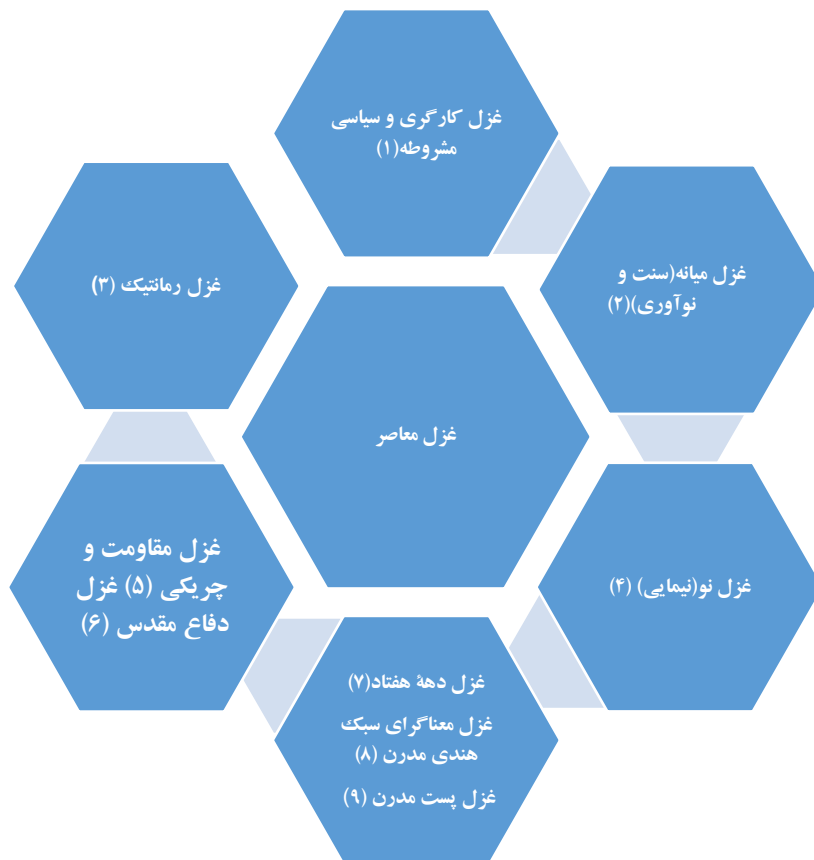 غزل کارگری و سیاسی
مشروطه(۱)
غزل میانه(سنت و
نوآوری)(۲)
غزل رمانتیک (۳)
غزل معاصر
غزل نو(نیمایی) (۴)
غزل مقاومت و
چریکی (۵) غزل
دفاع مقدس (۶)
غزل دههٔ هفتاد(۷)
غزل معناگرای سبک
هندی مدرن (۸)
غزل پست مدرن (۹)